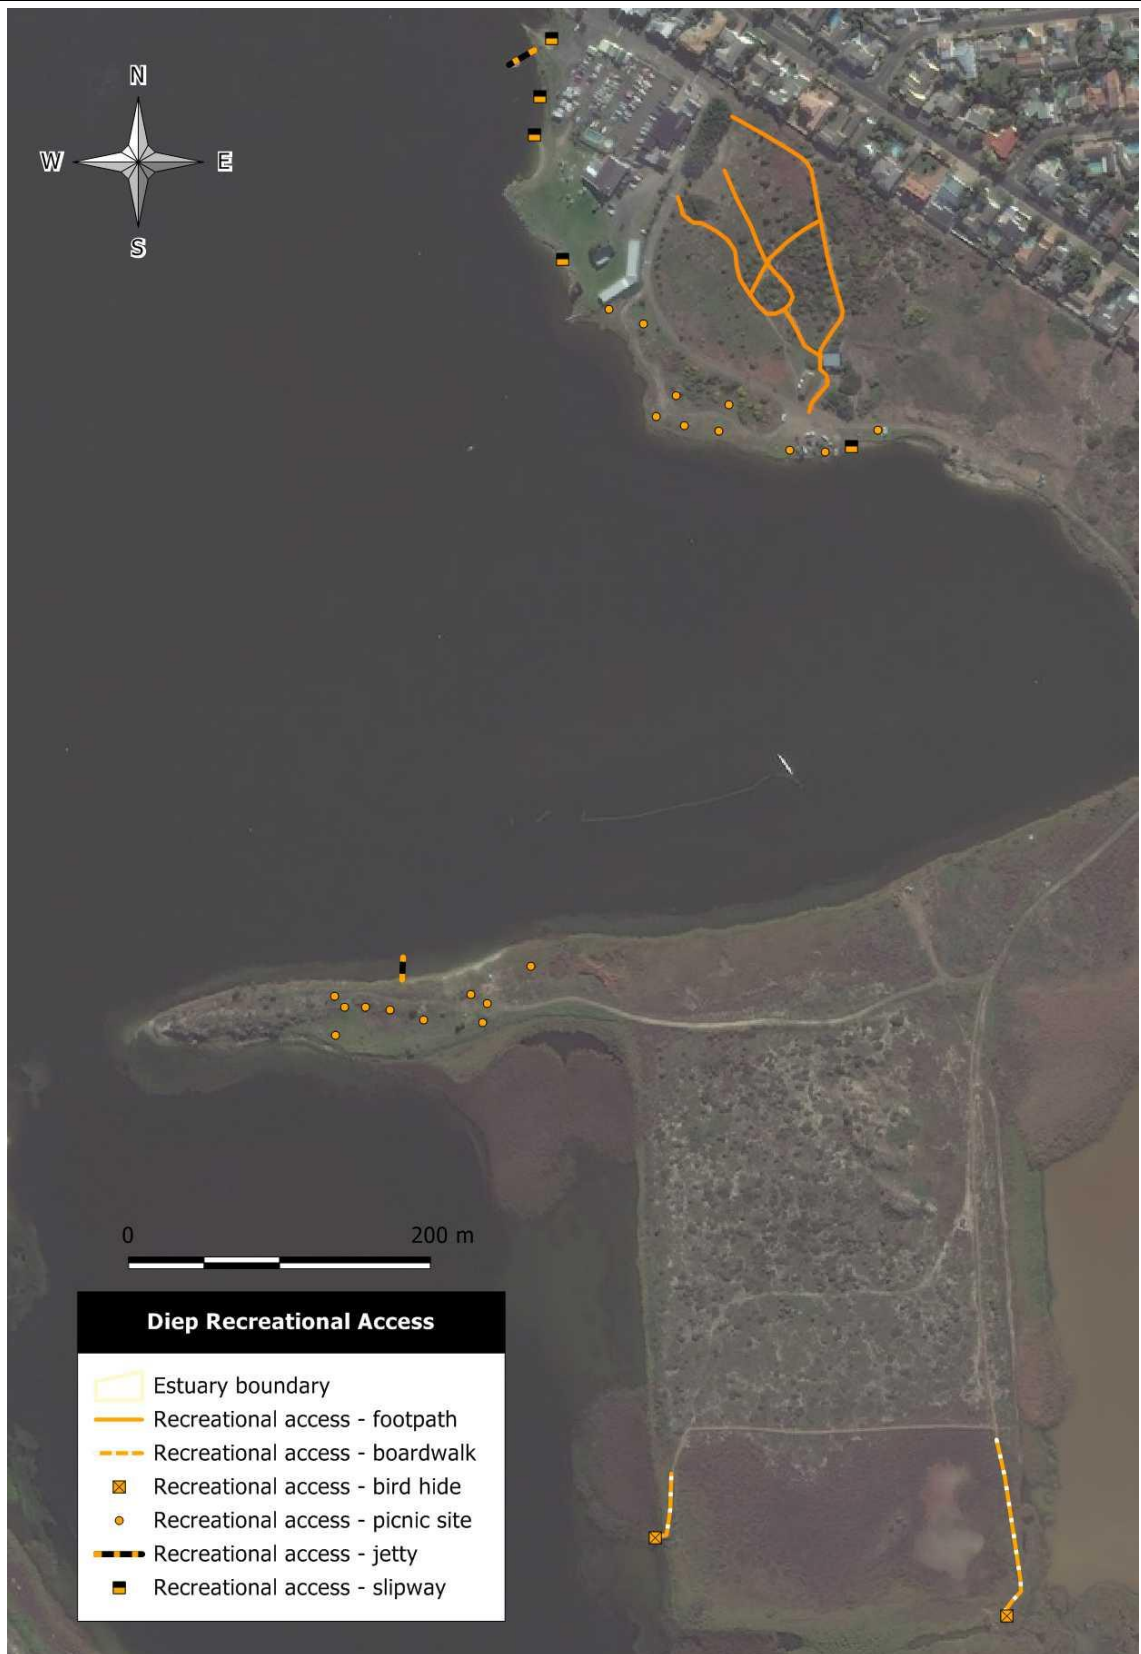 N
W E
S
0 200 m
Diep Recreational Access
Estuary boundary
Recreational access - footpath
Recreational access - boardwalk
Recreational access - bird hide
Recreational access - picnic site
Recreational access - jetty
Recreational access - slipway